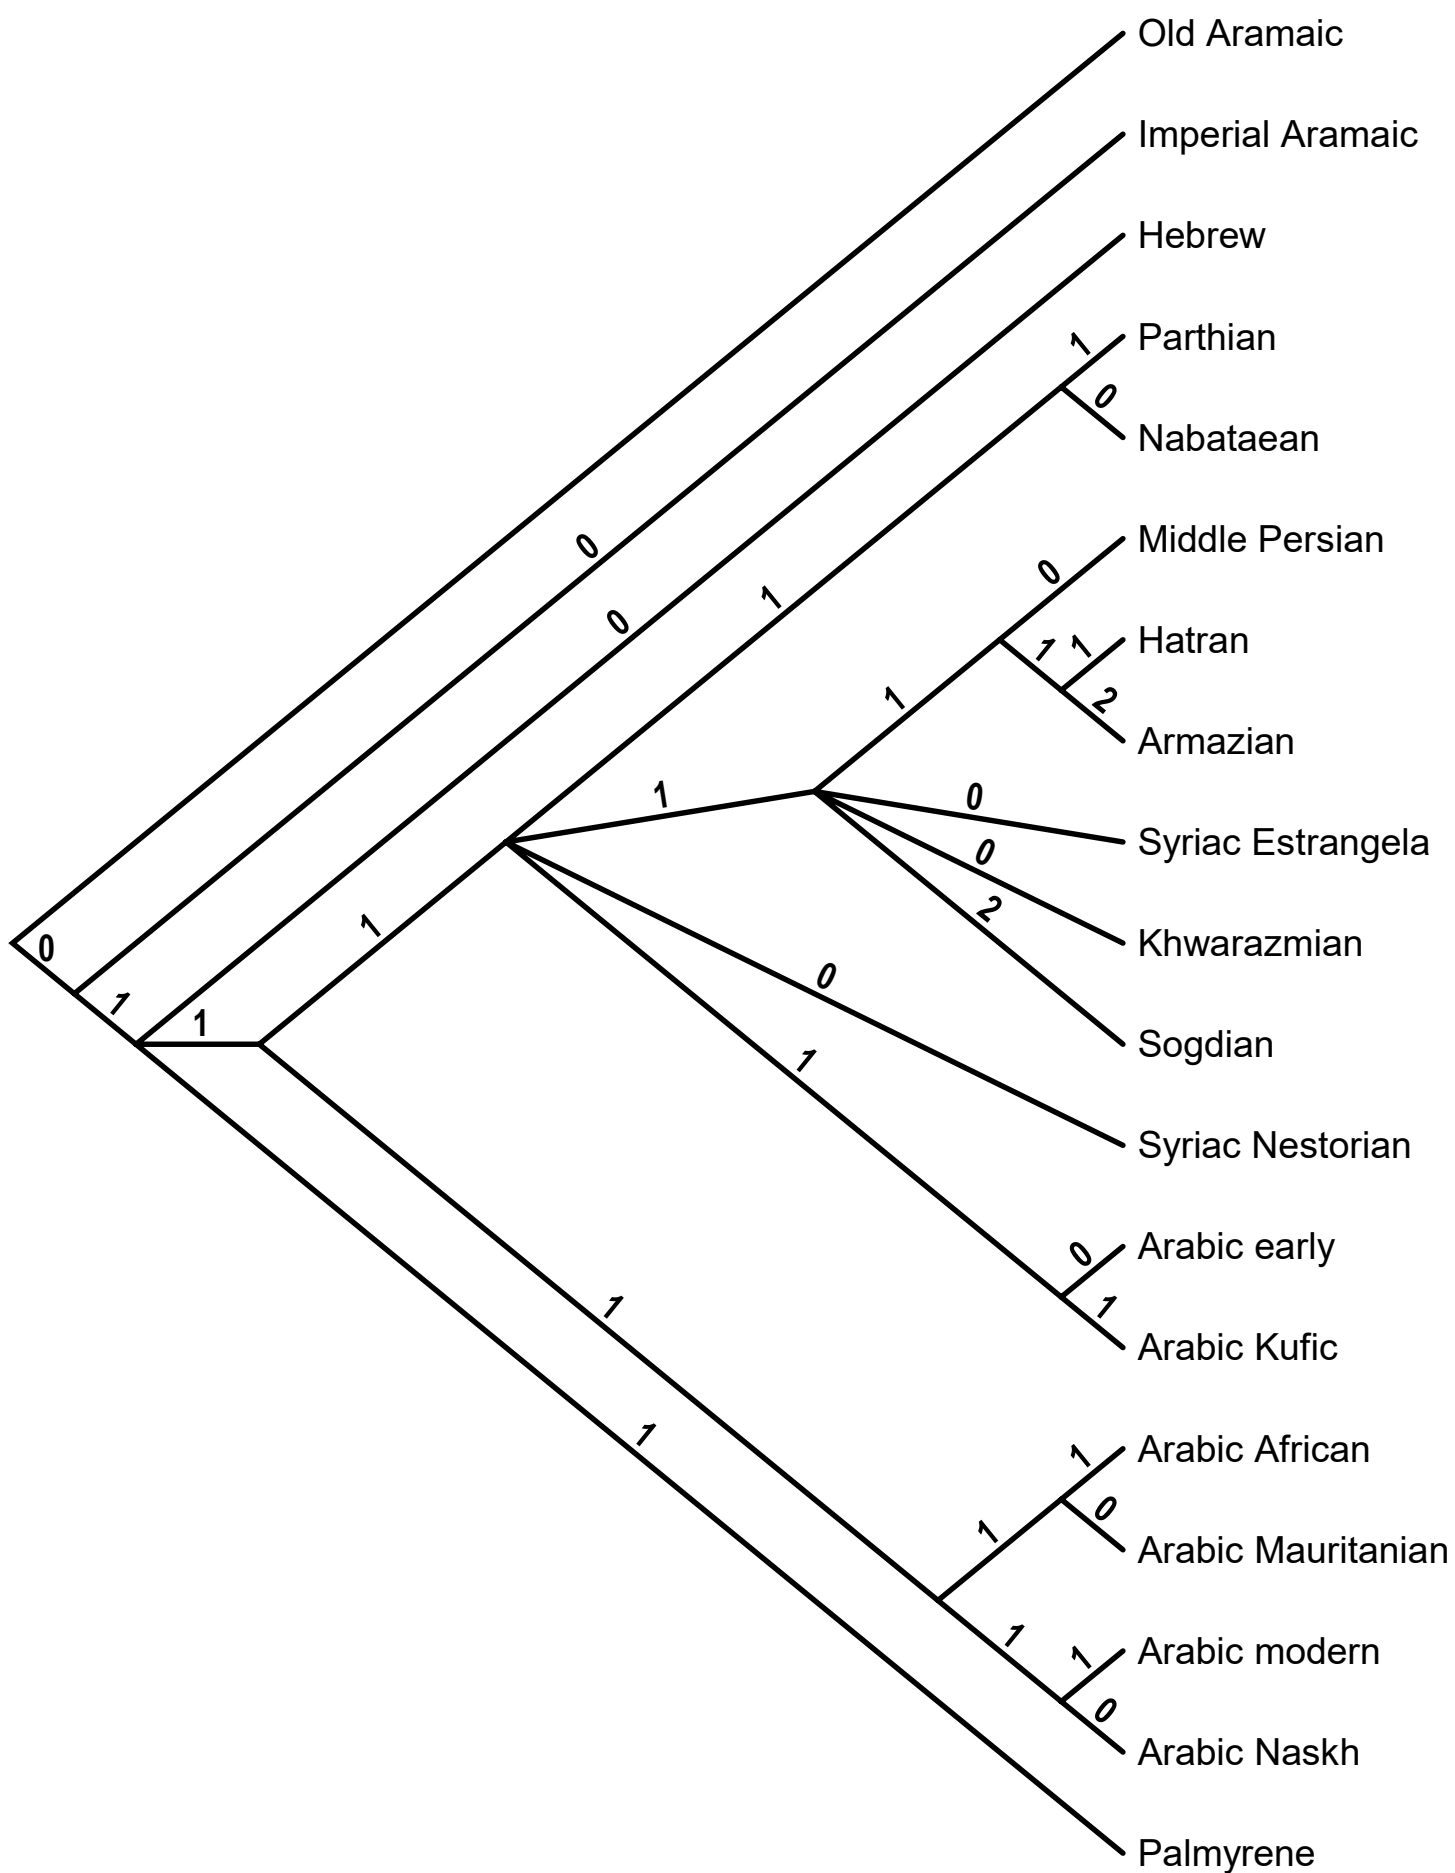 Old Aramaic
Imperial Aramaic
Hebrew
1 Parthian
0 Nabataean
0
Middle Persian
0
0
1
1 1 Hatran
2
1
Armazian
1
0
0
Syriac Estrangela
2
1
0
Khwarazmian
0
1
1
Sogdian
1
Syriac Nestorian
0 Arabic early
1
1
Arabic Kufic
1
1 Arabic African
0
1
Arabic Mauritanian
1
1 Arabic modern
0
Arabic Naskh
Palmyrene